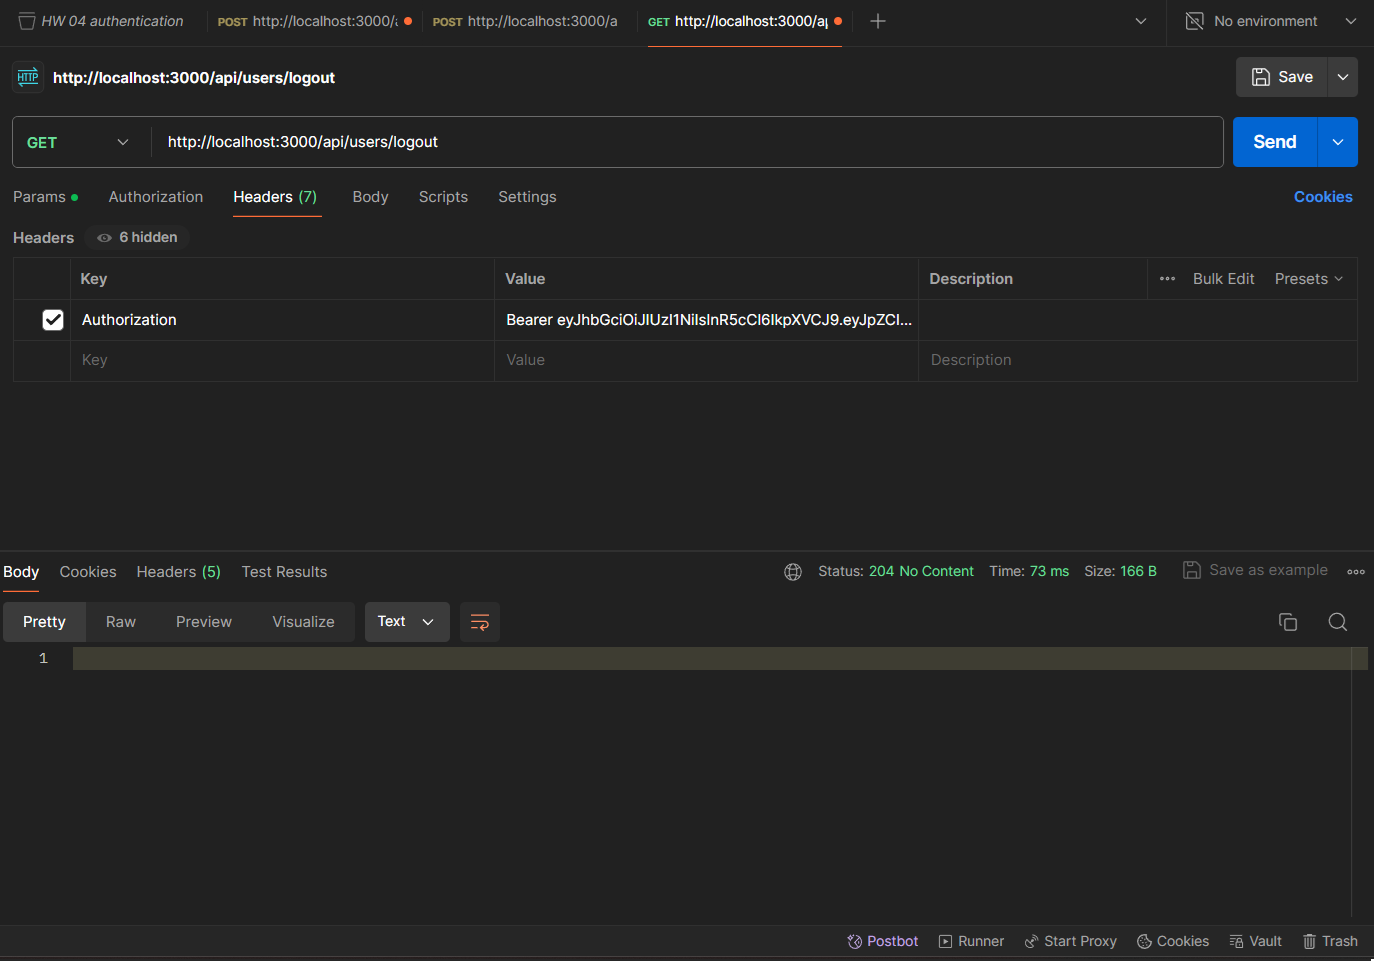 HW 04 authentication
POST http://localhost:3000/a
POST http://localhost:3000/a
GET http://localhost:3000/ap
No environment
HTTP
http://localhost:3000/api/users/logout
Save
GET
http://localhost:3000/api/users/logout
Send
Params
Authorization
Headers (7)
Body
Scripts
Settings
Cookies
Headers
6 hidden
Key
Value
Description
Bulk Edit
Presets
Authorization
Bearer eyJhbGciOiJIUzI1NiIsInR5cCI6IkpXVCJ9.eyJpZCI...
Key
Value
Description
Body
Cookies
Headers (5)
Test Results
Status: 204 No Content
Time: 73 ms
Size: 166 B
Save as example
Pretty
Raw
Preview
Visualize
Text
1
Postbot
Runner
Start Proxy
Cookies
Vault
Trash